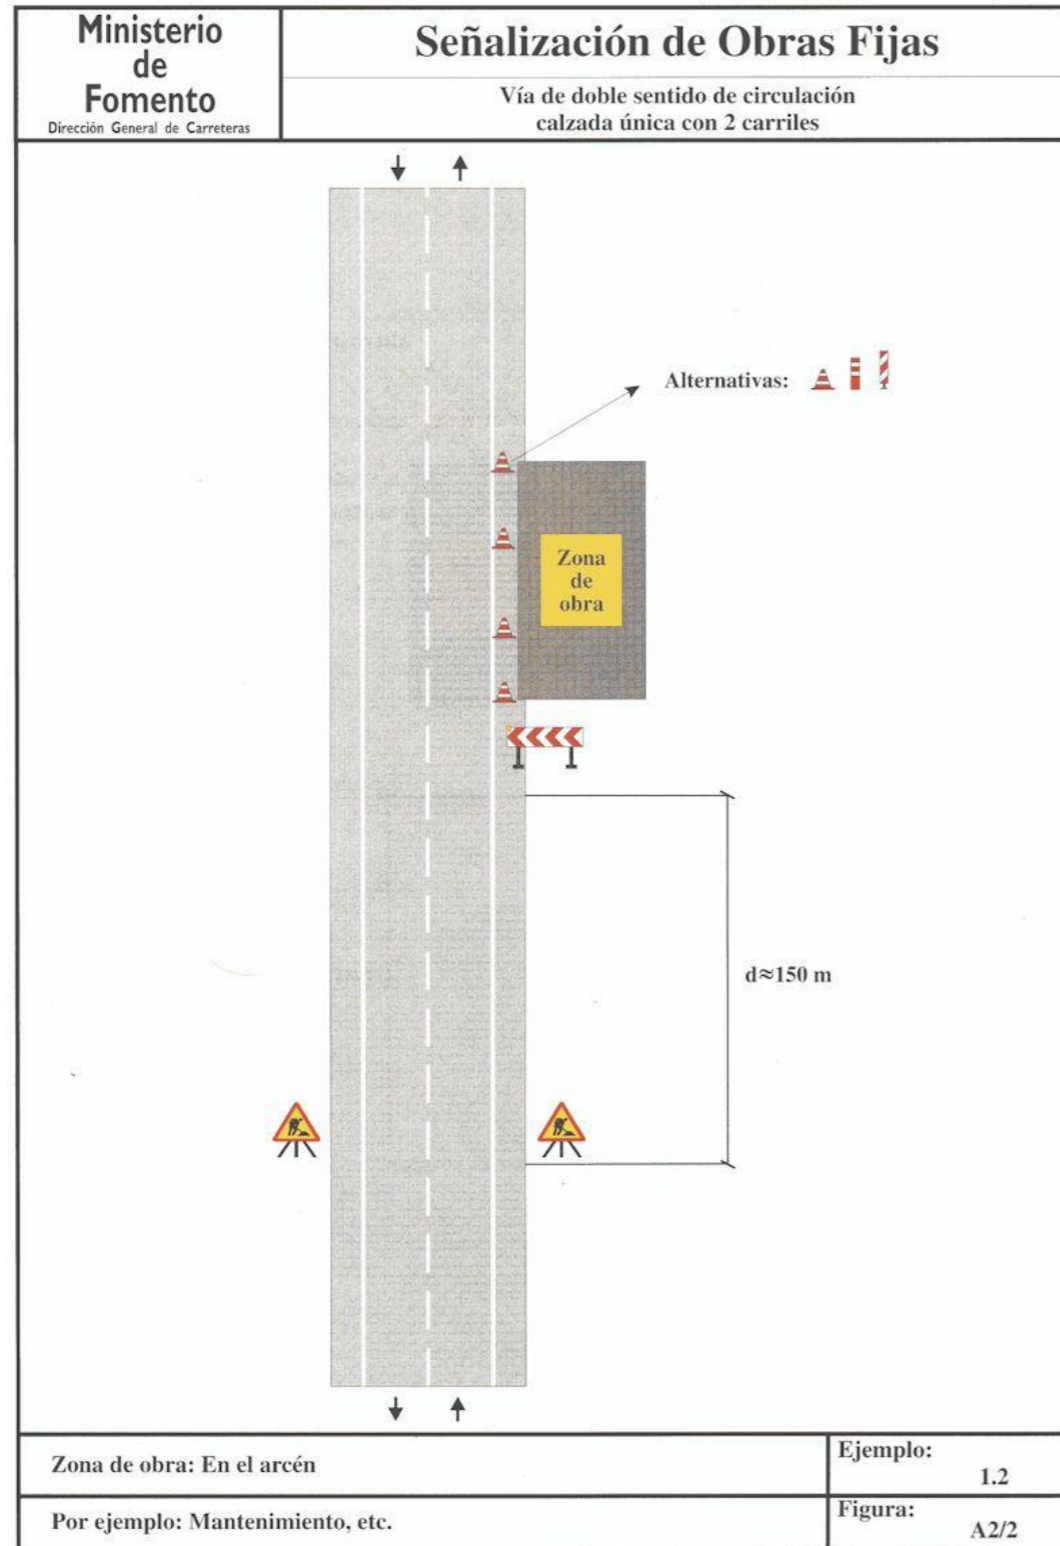 Ministerio
de
Fomento
Dirección General de Carreteras
Señalización de Obras Fijas
Vía de doble sentido de circulación
calzada única con 2 carriles
Alternativas:
Zona
de
obra
d≈150 m
Zona de obra: En el arcén
Ejemplo:
1.2
Por ejemplo: Mantenimiento, etc.
Figura:
A2/2